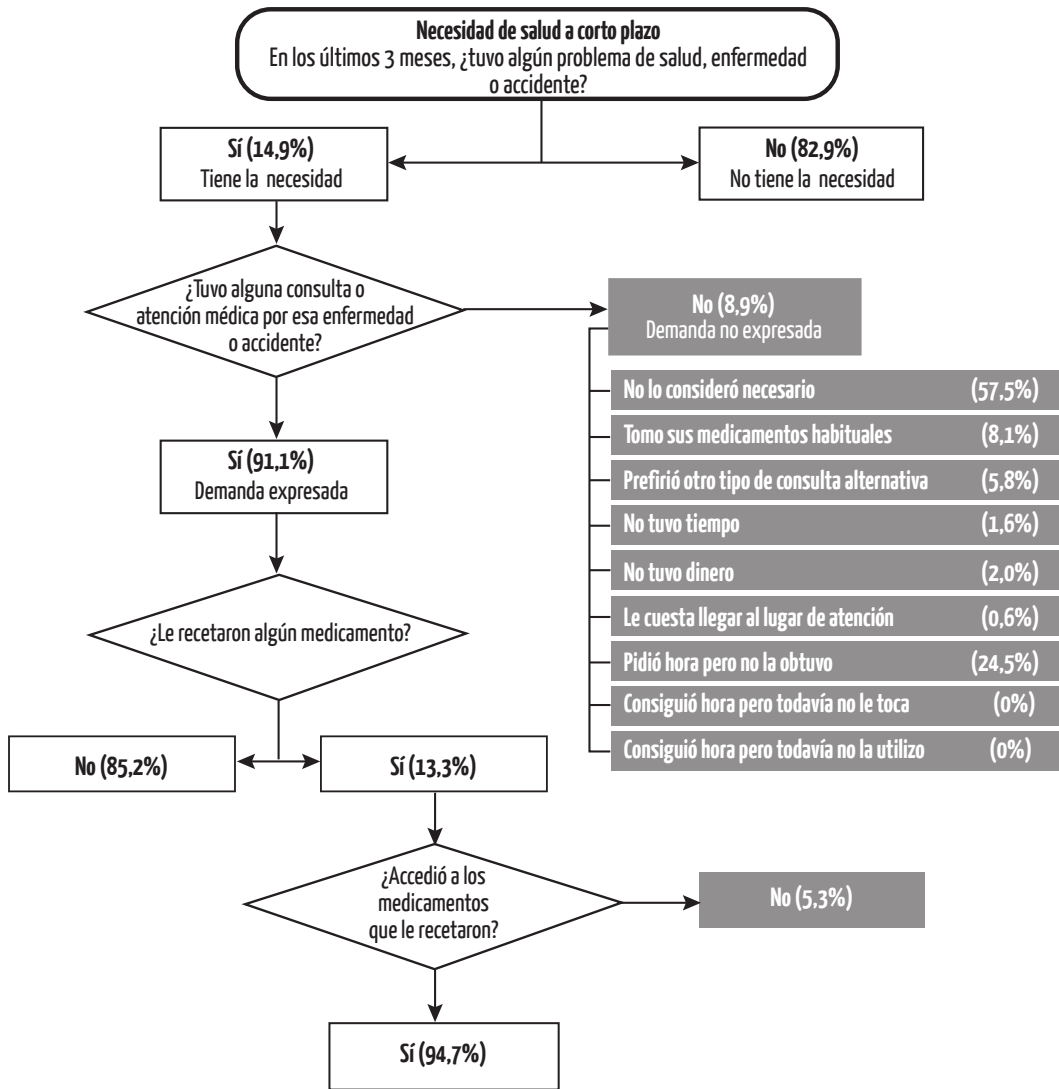 Necesidad de salud a corto plazo
En los últimos 3 meses, ¿tuvo algún problema de salud, enfermedad
o accidente?
Sí (14,9%)
Tiene la necesidad
No (82,9%)
No tiene la necesidad
¿Tuvo alguna consulta o
atención médica por esa enfermedad
o accidente?
No (8,9%)
Demanda no expresada
No lo consideró necesario (57,5%)
Tomo sus medicamentos habituales (8,1%)
Prefirió otro tipo de consulta alternativa (5,8%)
No tuvo tiempo (1,6%)
No tuvo dinero (2,0%)
Le cuesta llegar al lugar de atención (0,6%)
Pidió hora pero no la obtuvo (24,5%)
Consiguió hora pero todavía no le toca (0%)
Consiguió hora pero todavía no la utilizo (0%)
Sí (91,1%)
Demanda expresada
¿Le recetaron algún medicamento?
No (85,2%)
Sí (13,3%)
¿Accedió a los
medicamentos
que le recetaron?
No (5,3%)
Sí (94,7%)